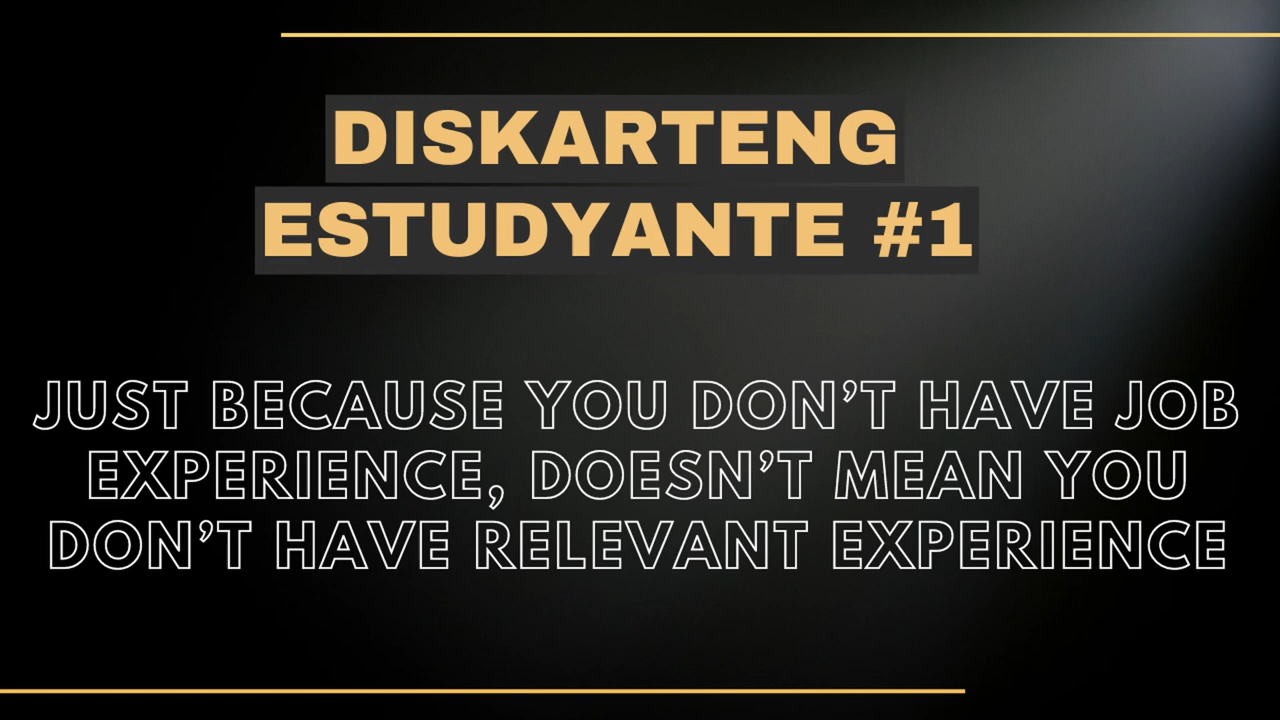 DISKARTENG
ESTUDYANTE #1
JUST BECAUSE YOU DON’T HAVE JOB
EXPERIENCE, DOESN’T MEAN YOU
DON’T HAVE RELEVANT EXPERIENCE